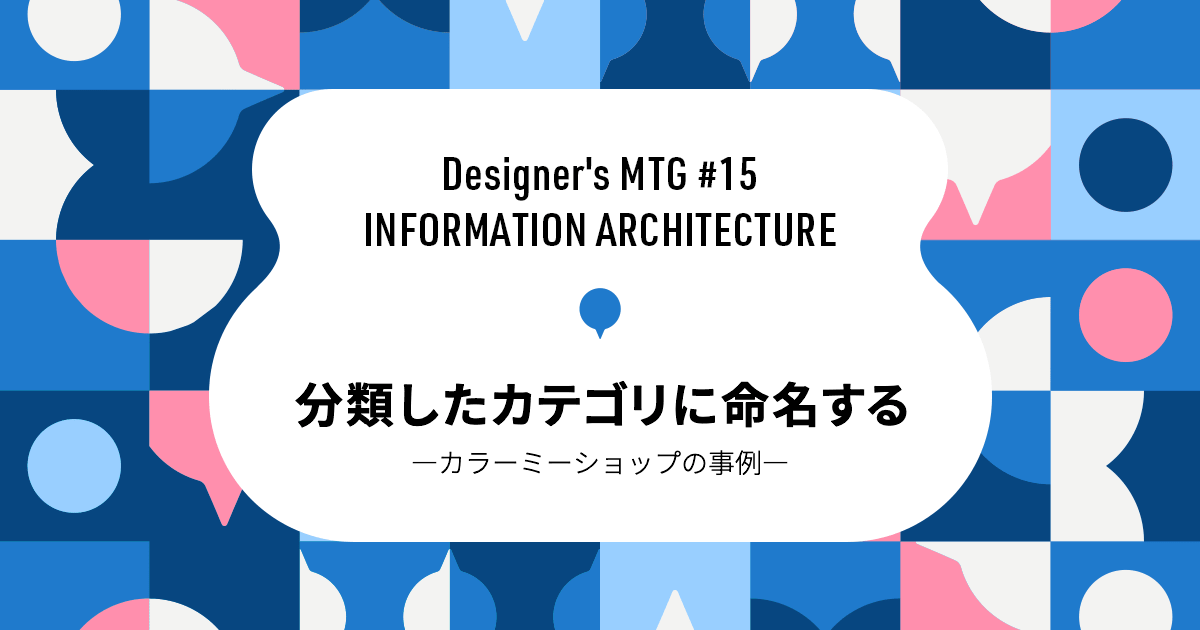 Designer's MTG #15
INFORMATION ARCHITECTURE
分類したカテゴリに命名する
—カラーミーショップの事例—